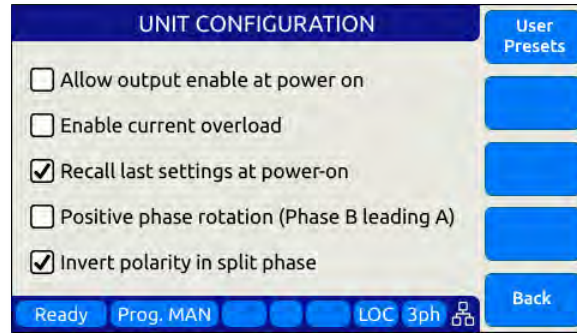 UNIT CONFIGURATION
User
Presets
Allow output enable at power on
Enable current overload
Recall last settings at power-on
Positive phase rotation (Phase B leading A)
Invert polarity in split phase
Back
Ready Prog. MAN LOC 3ph